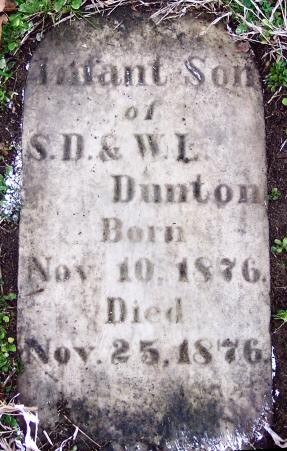 Infant Son
of
S.D. & W.L.
Dunton
Born
Nov. 10, 1876.
Died
Nov. 25, 1876.